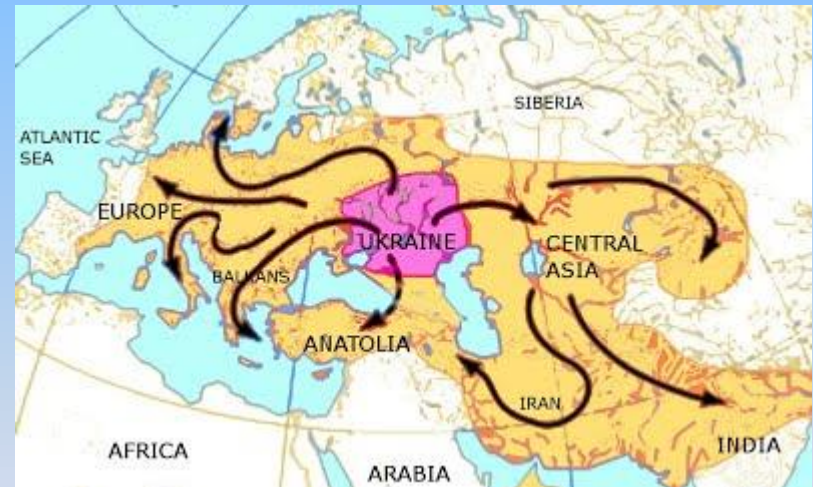 SIBERIA
ATLANTIC
SEA
EUROPE
UKRAINE
CENTRAL
ASIA
BALKANS
ANATOLIA
IRAN
INDIA
AFRICA
ARABIA